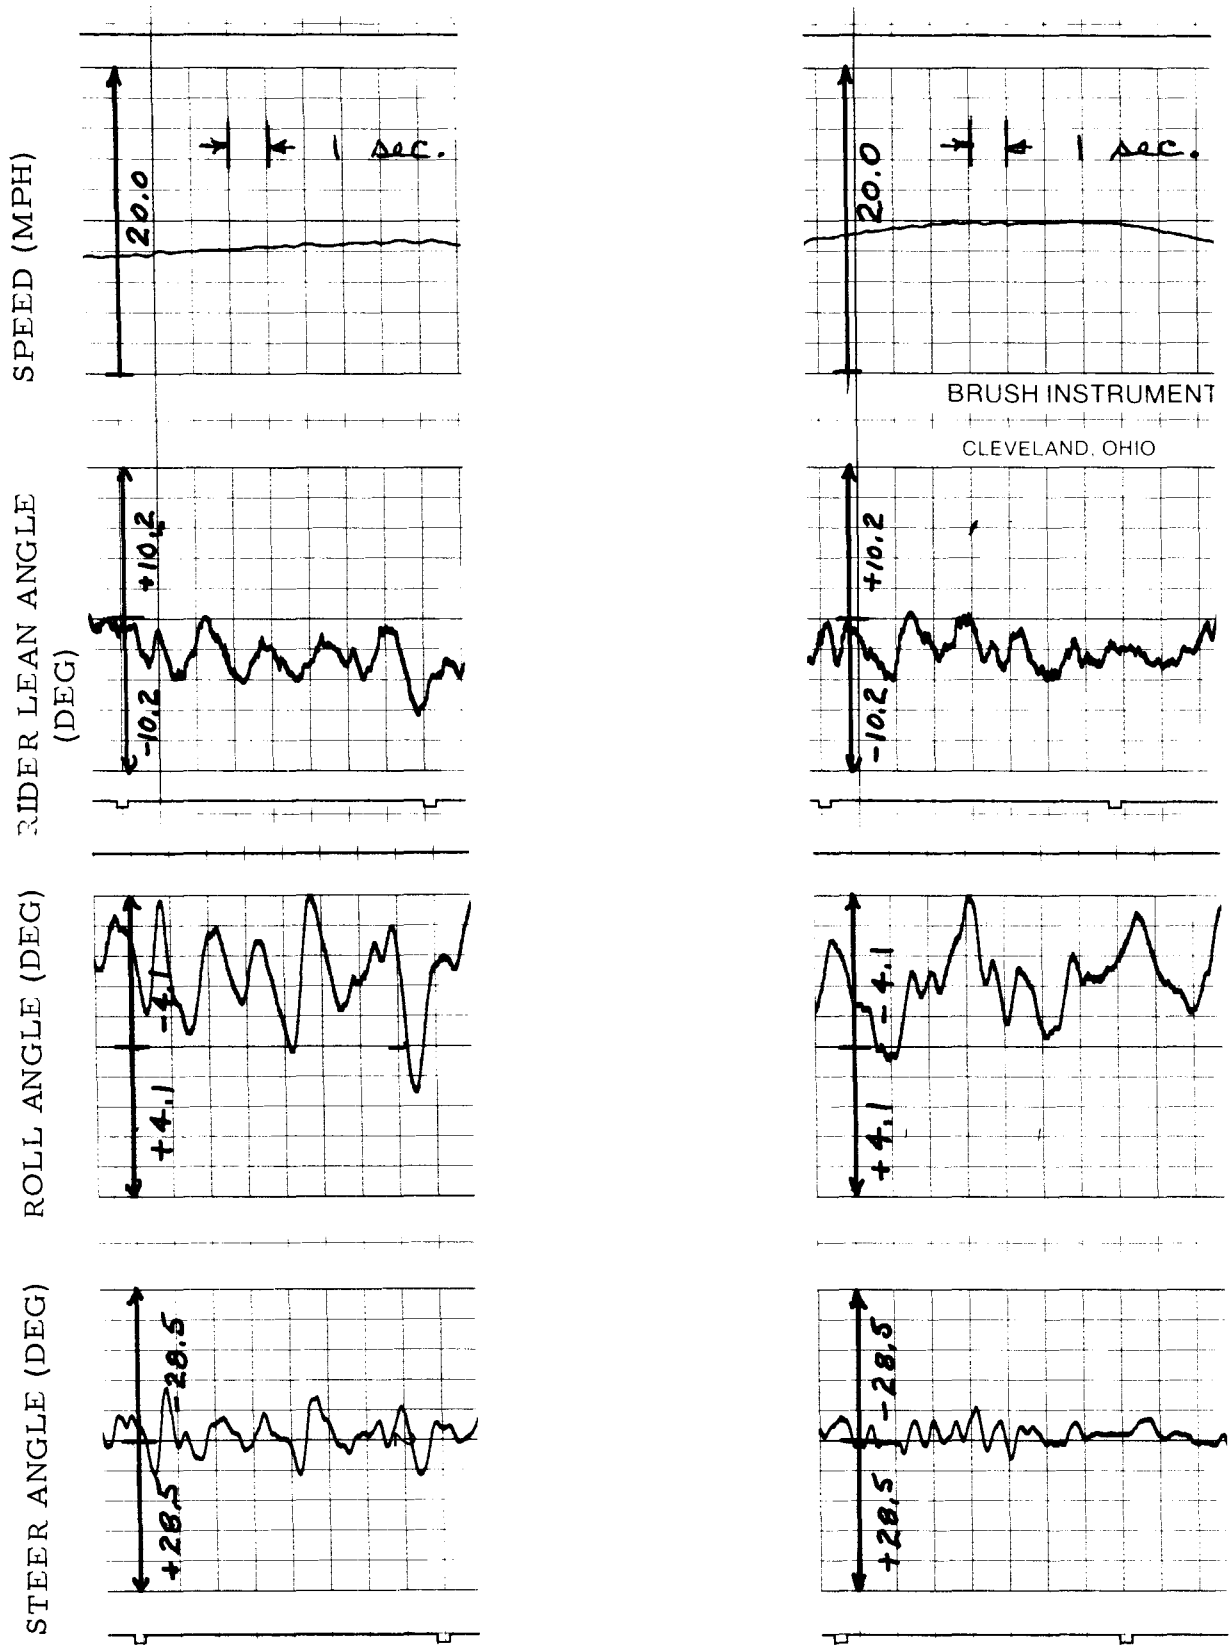 SPEED (MPH)
20.0
1 sec.
20.0
1 sec.
BRUSH INSTRUMENT
CLEVELAND, OHIO
RIDER LEAN ANGLE
(DEG)
+10.2
-10.2
+10.2
-10.2
ROLL ANGLE (DEG)
-4.1
+4.1
-4.1
+4.1
STEER ANGLE (DEG)
-28.5
+28.5
-28.5
+28.5